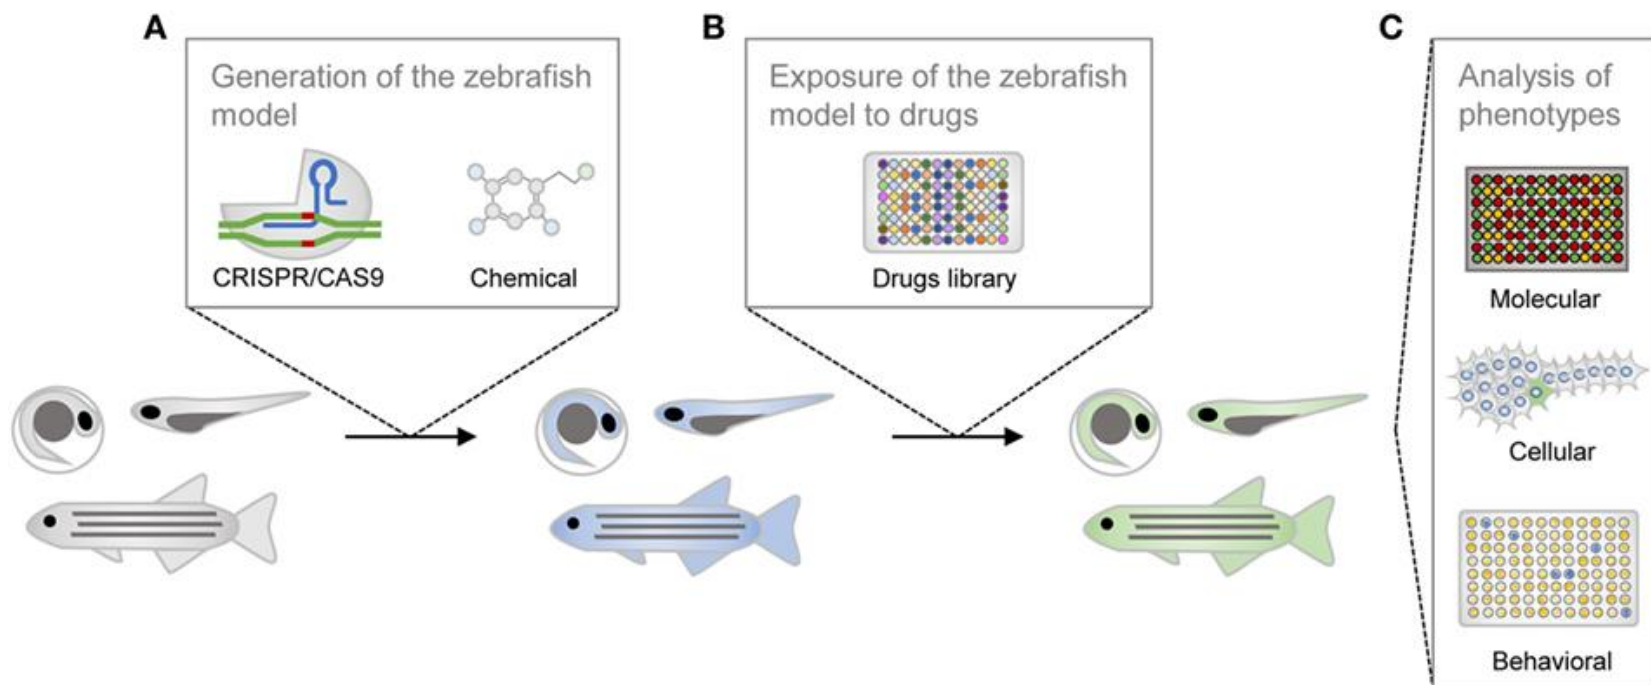 A
Generation of the zebrafish
model
CRISPR/CAS9
Chemical
B
Exposure of the zebrafish
model to drugs
Drugs library
C
Analysis of
phenotypes
Molecular
Cellular
Behavioral